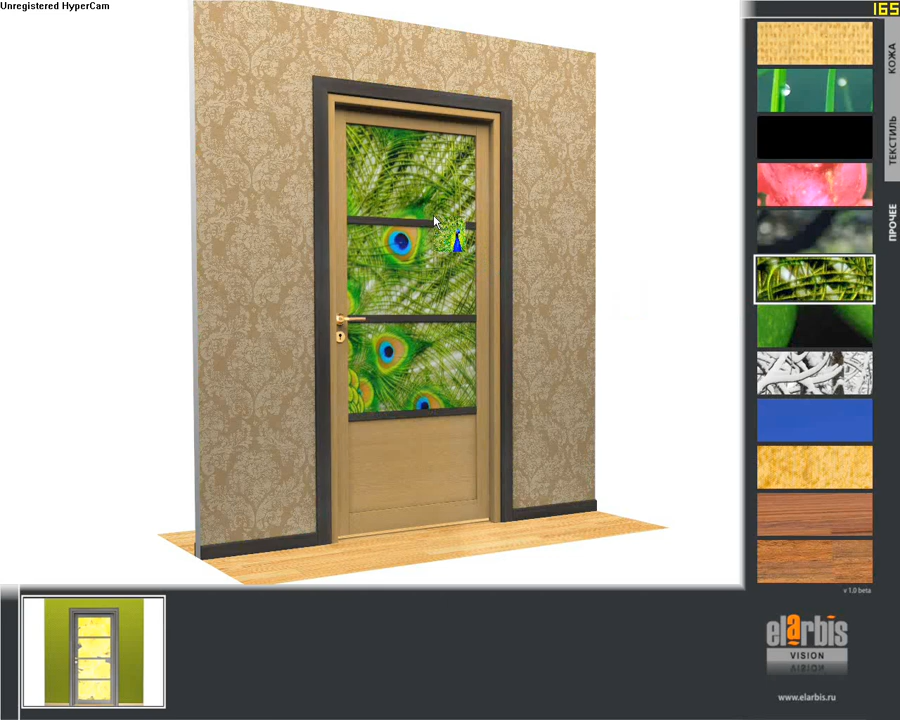 Unregistered HyperCam
165
КОЖА
ТЕКСТИЛЬ
ПРОЧЕЕ
v 1,0 beta
elarbis
VISION
www.elarbis.ru